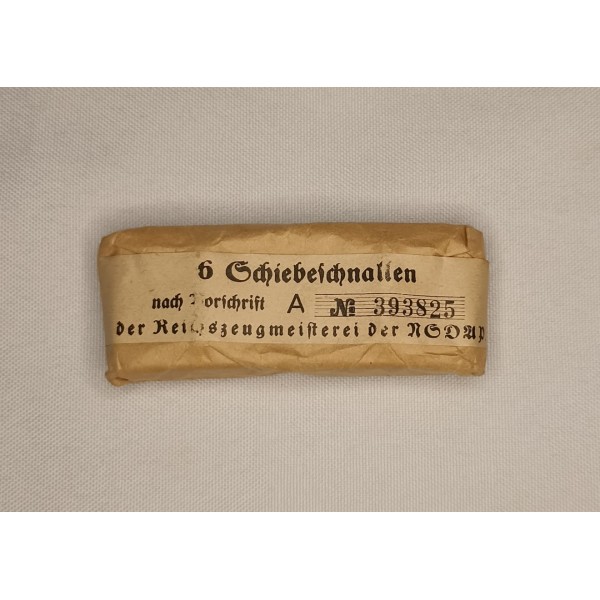 6 Schiebeschnallen
nach Vorschrift A № 393825
der Reichszeugmeisterei der NSDAP